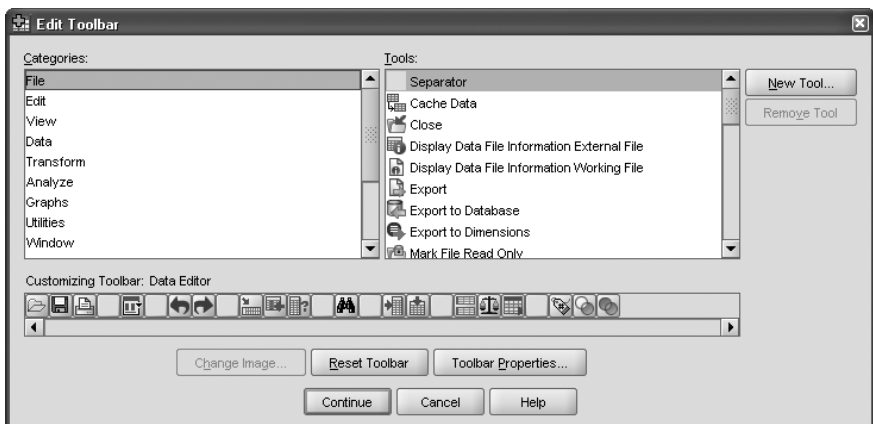 Edit Toolbar
Categories:
File
Edit
View
Data
Transform
Analyze
Graphs
Utilities
Window
Tools:
Separator
Cache Data
Close
Display Data File Information External File
Display Data File Information Working File
Export
Export to Database
Export to Dimensions
Mark File Read Only
New Tool...
Remove Tool
Customizing Toolbar: Data Editor
Change Image...
Reset Toolbar
Toolbar Properties...
Continue
Cancel
Help